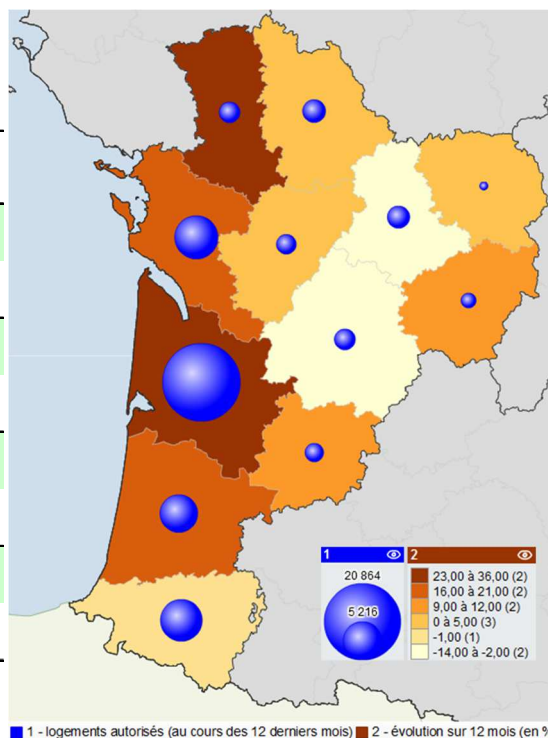 1
2
20 864
5 216
23,00 à 36,00 (2)
16,00 à 21,00 (2)
9,00 à 12,00 (2)
0 à 5,00 (3)
-1,00 (1)
-14,00 à -2,00 (2)
1 - logements autorisés (au cours des 12 derniers mois) 2 - évolution sur 12 mois (en %